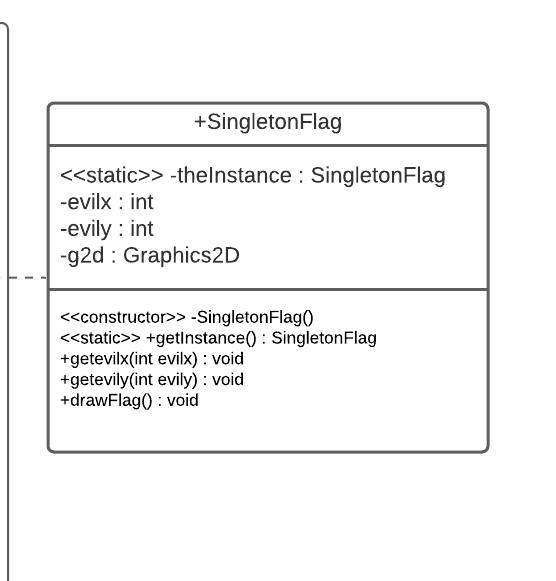 +SingletonFlag
<<static>> -theInstance : SingletonFlag
-evilx : int
-evily : int
-g2d : Graphics2D
<<constructor>> -SingletonFlag()
<<static>> +getInstance() : SingletonFlag
+getevilx(int evilx) : void
+getevily(int evily) : void
+drawFlag() : void